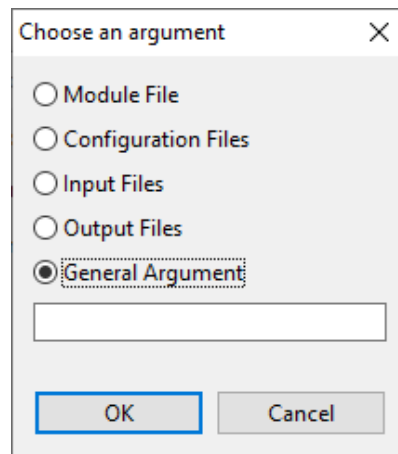 Choose an argument
Module File
Configuration Files
Input Files
Output Files
General Argument
OK
Cancel